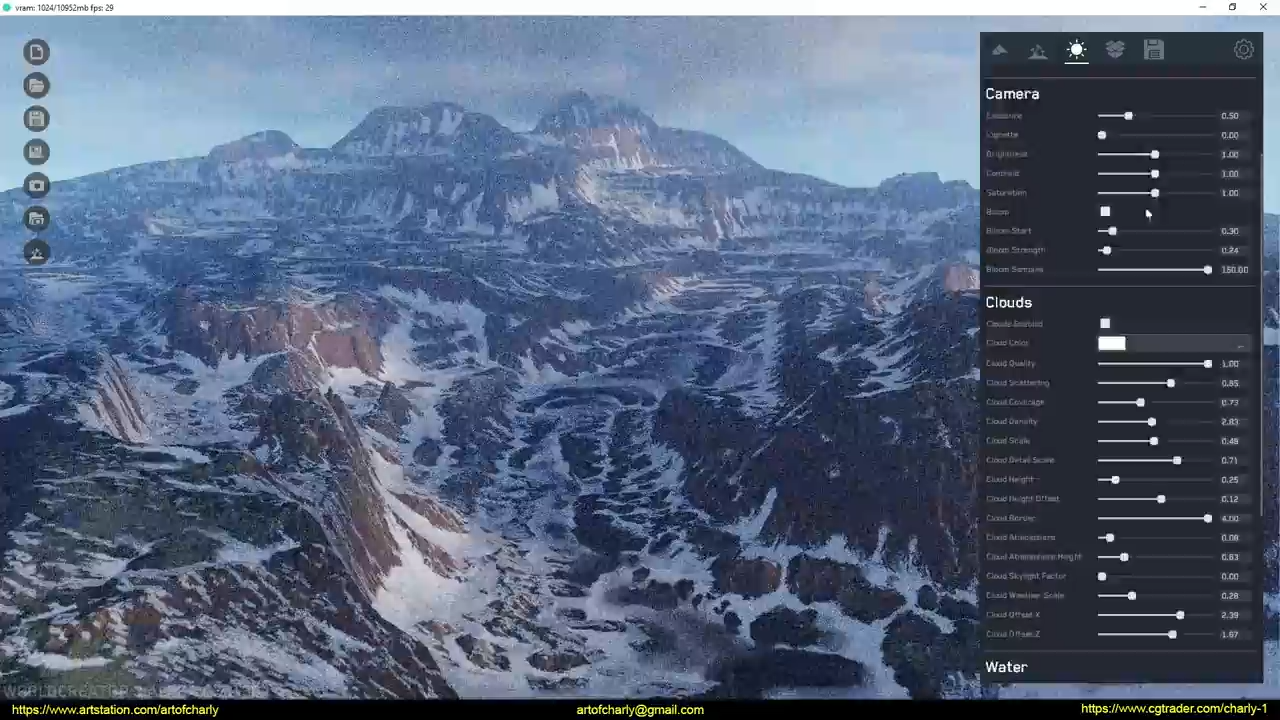 vram: 1024/10952mb fps: 29
Camera
0.50
Vignette 0.00
Brightness 1.00
Contrast 1.00
Saturation 1.00
Bloom
Bloom Start 0.30
Bloom Strength 0.24
Bloom Samples 150.00
Clouds
Clouds Enabled
Cloud Color
Cloud Quality 1.00
Cloud Scattering 0.85
Cloud Coverage 0.73
Cloud Density 2.83
Cloud Scale 0.48
Cloud Detail Scale 0.71
Cloud Height 0.25
Cloud Height Offset 0.12
Cloud Border 4.00
Cloud Atmosphere 0.08
Cloud Atmosphere Height 0.83
Cloud Skylight Factor 0.00
Cloud Weather Scale 0.28
Cloud Offset X 2.39
Cloud Offset Z 1.67
Water
WORLDCREATOR
https://www.artstation.com/artofcharly
artofcharly@gmail.com
https://www.cgtrader.com/charly-1